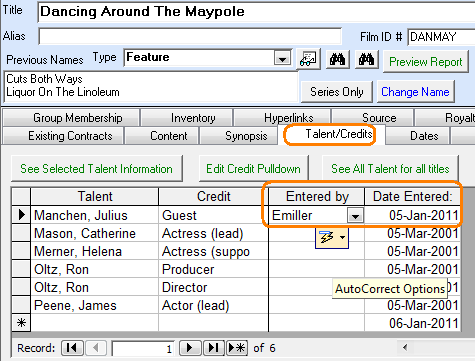 Title Dancing Around The Maypole
Alias Film ID # DANMAY
Previous Names Type Feature Preview Report
Cuts Both Ways
Liquor On The Linoleum
Series Only Change Name
Group Membership Inventory Hyperlinks Source Royalt
Existing Contracts Content Synopsis Talent/Credits Dates
See Selected Talent Information Edit Credit Pulldown See All Talent for all titles
Talent Credit Entered by Date Entered:
Manchen, Julius Guest Emiller 05-Jan-2011
Mason, Catherine Actress (lead) 05-Mar-2001
Merner, Helena Actress (suppo 05-Mar-2001
Oltz, Ron Producer 05-Mar-2001
Oltz, Ron Director 01
AutoCorrect Options
Peene, James Actor (lead) 05-Mar-2001
06-Jan-2011
Record: 1 of 6